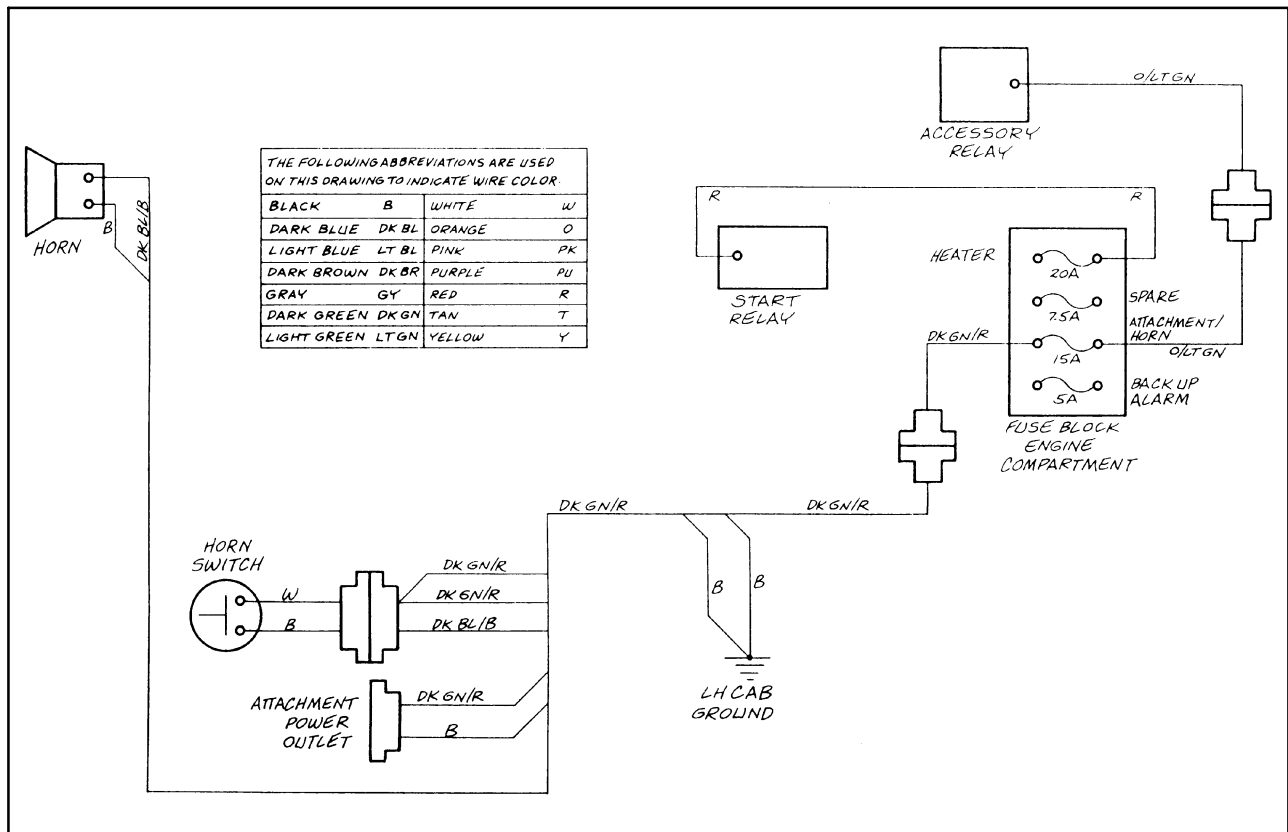 O/LT GN
ACCESSORY
RELAY
THE FOLLOWING ABBREVIATIONS ARE USED
ON THIS DRAWING TO INDICATE WIRE COLOR.
BLACK B WHITE W
DARK BLUE DK BL ORANGE O
LIGHT BLUE LT BL PINK PK
DARK BROWN DK BR PURPLE PU
GRAY GY RED R
DARK GREEN DK GN TAN T
LIGHT GREEN LT GN YELLOW Y
HORN
B
DK BL/B
R
R
START
RELAY
HEATER
20A
7.5A
SPARE
ATTACHMENT/
HORN
15A
O/LT GN
DK GN/R
5A
BACK UP
ALARM
FUSE BLOCK
ENGINE
COMPARTMENT
DK GN/R
DK GN/R
HORN
SWITCH
W
B
DK GN/R
DK GN/R
DK BL/B
B
B
LH CAB
GROUND
ATTACHMENT
POWER
OUTLET
DK GN/R
B